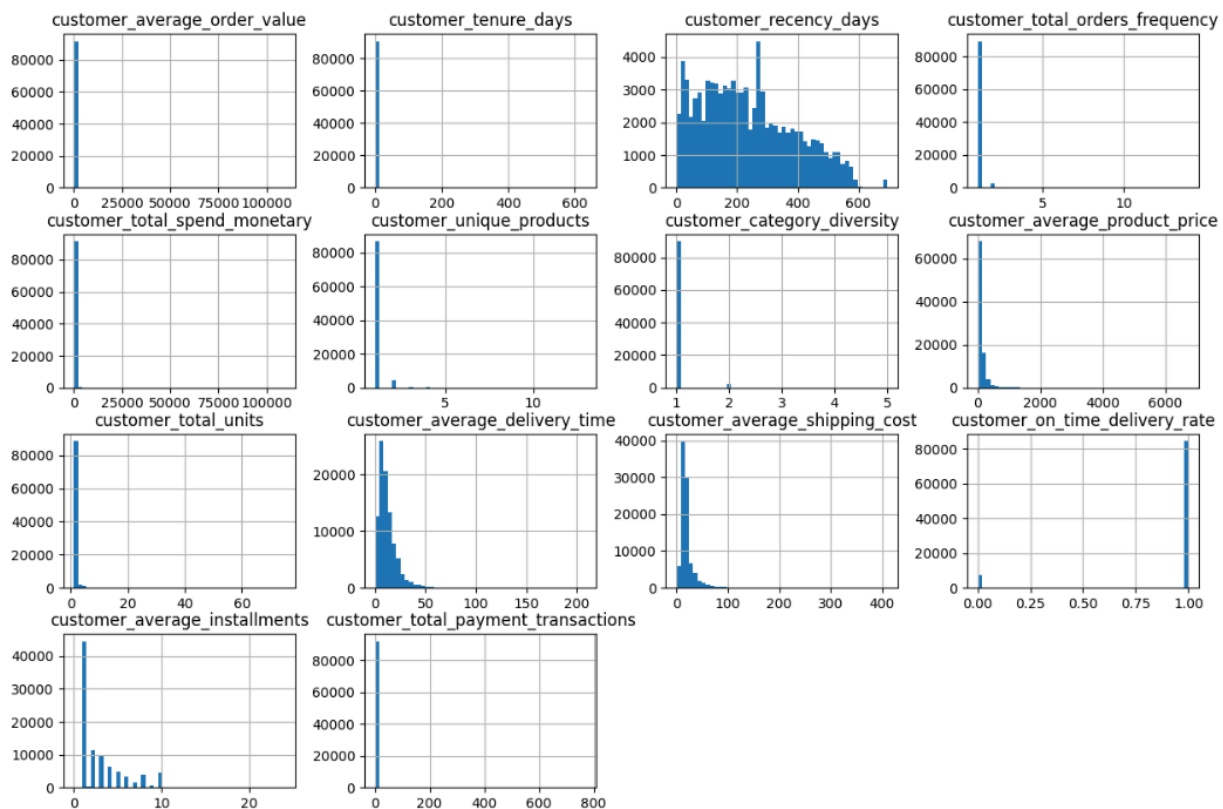 customer_average_order_value customer_tenure_days customer_recency_days customer_total_orders_frequency
80000 80000 4000 80000
60000 60000 3000 60000
40000 40000 2000 40000
20000 20000 1000 20000
0 0 0 0
0 25000 50000 75000 100000 0 200 400 600 0 200 400 600 5 10
customer_total_spend_monetary customer_unique_products customer_category_diversity customer_average_product_price
80000 80000 80000 60000
60000 60000 60000 40000
40000 40000 40000 20000
20000 20000 20000
0 0 0 0
0 25000 50000 75000 100000 5 10 1 2 3 4 5 0 2000 4000 6000
customer_total_units customer_average_delivery_time customer_average_shipping_cost customer_on_time_delivery_rate
80000 20000 40000 80000
60000 30000 60000
40000 10000 20000 40000
20000 10000 20000
0 0 0 0
0 20 40 60 0 50 100 150 200 0 100 200 300 400 0.00 0.25 0.50 0.75 1.00
customer_average_installments customer_total_payment_transactions
40000 80000
30000 60000
20000 40000
10000 20000
0 0
0 10 20 0 200 400 600 800